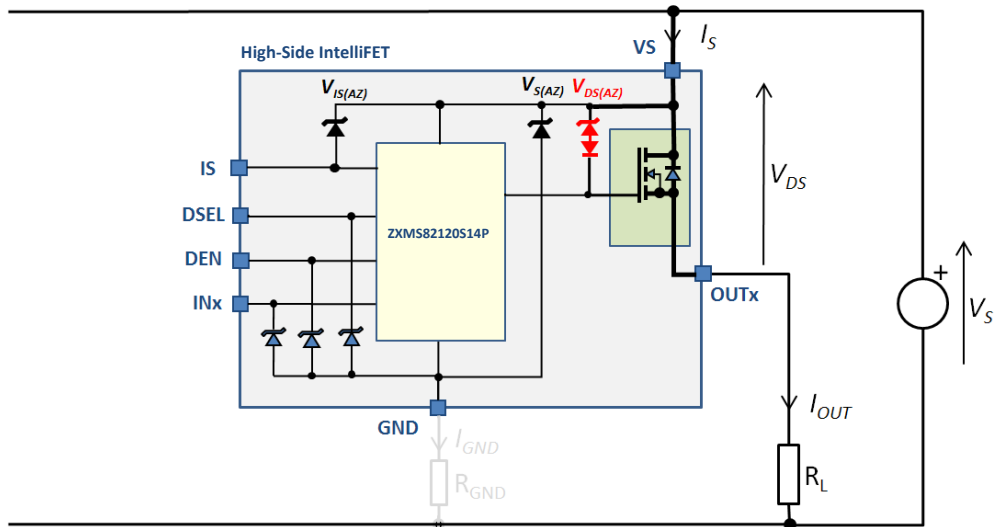 VS
I_S
High-Side IntelliFET
V_IS(AZ)
V_S(AZ)
V_DS(AZ)
IS
V_DS
DSEL
ZXMS82120S14P
DEN
INx
OUTx
+
V_S
I_OUT
GND
I_GND
R_GND
R_L